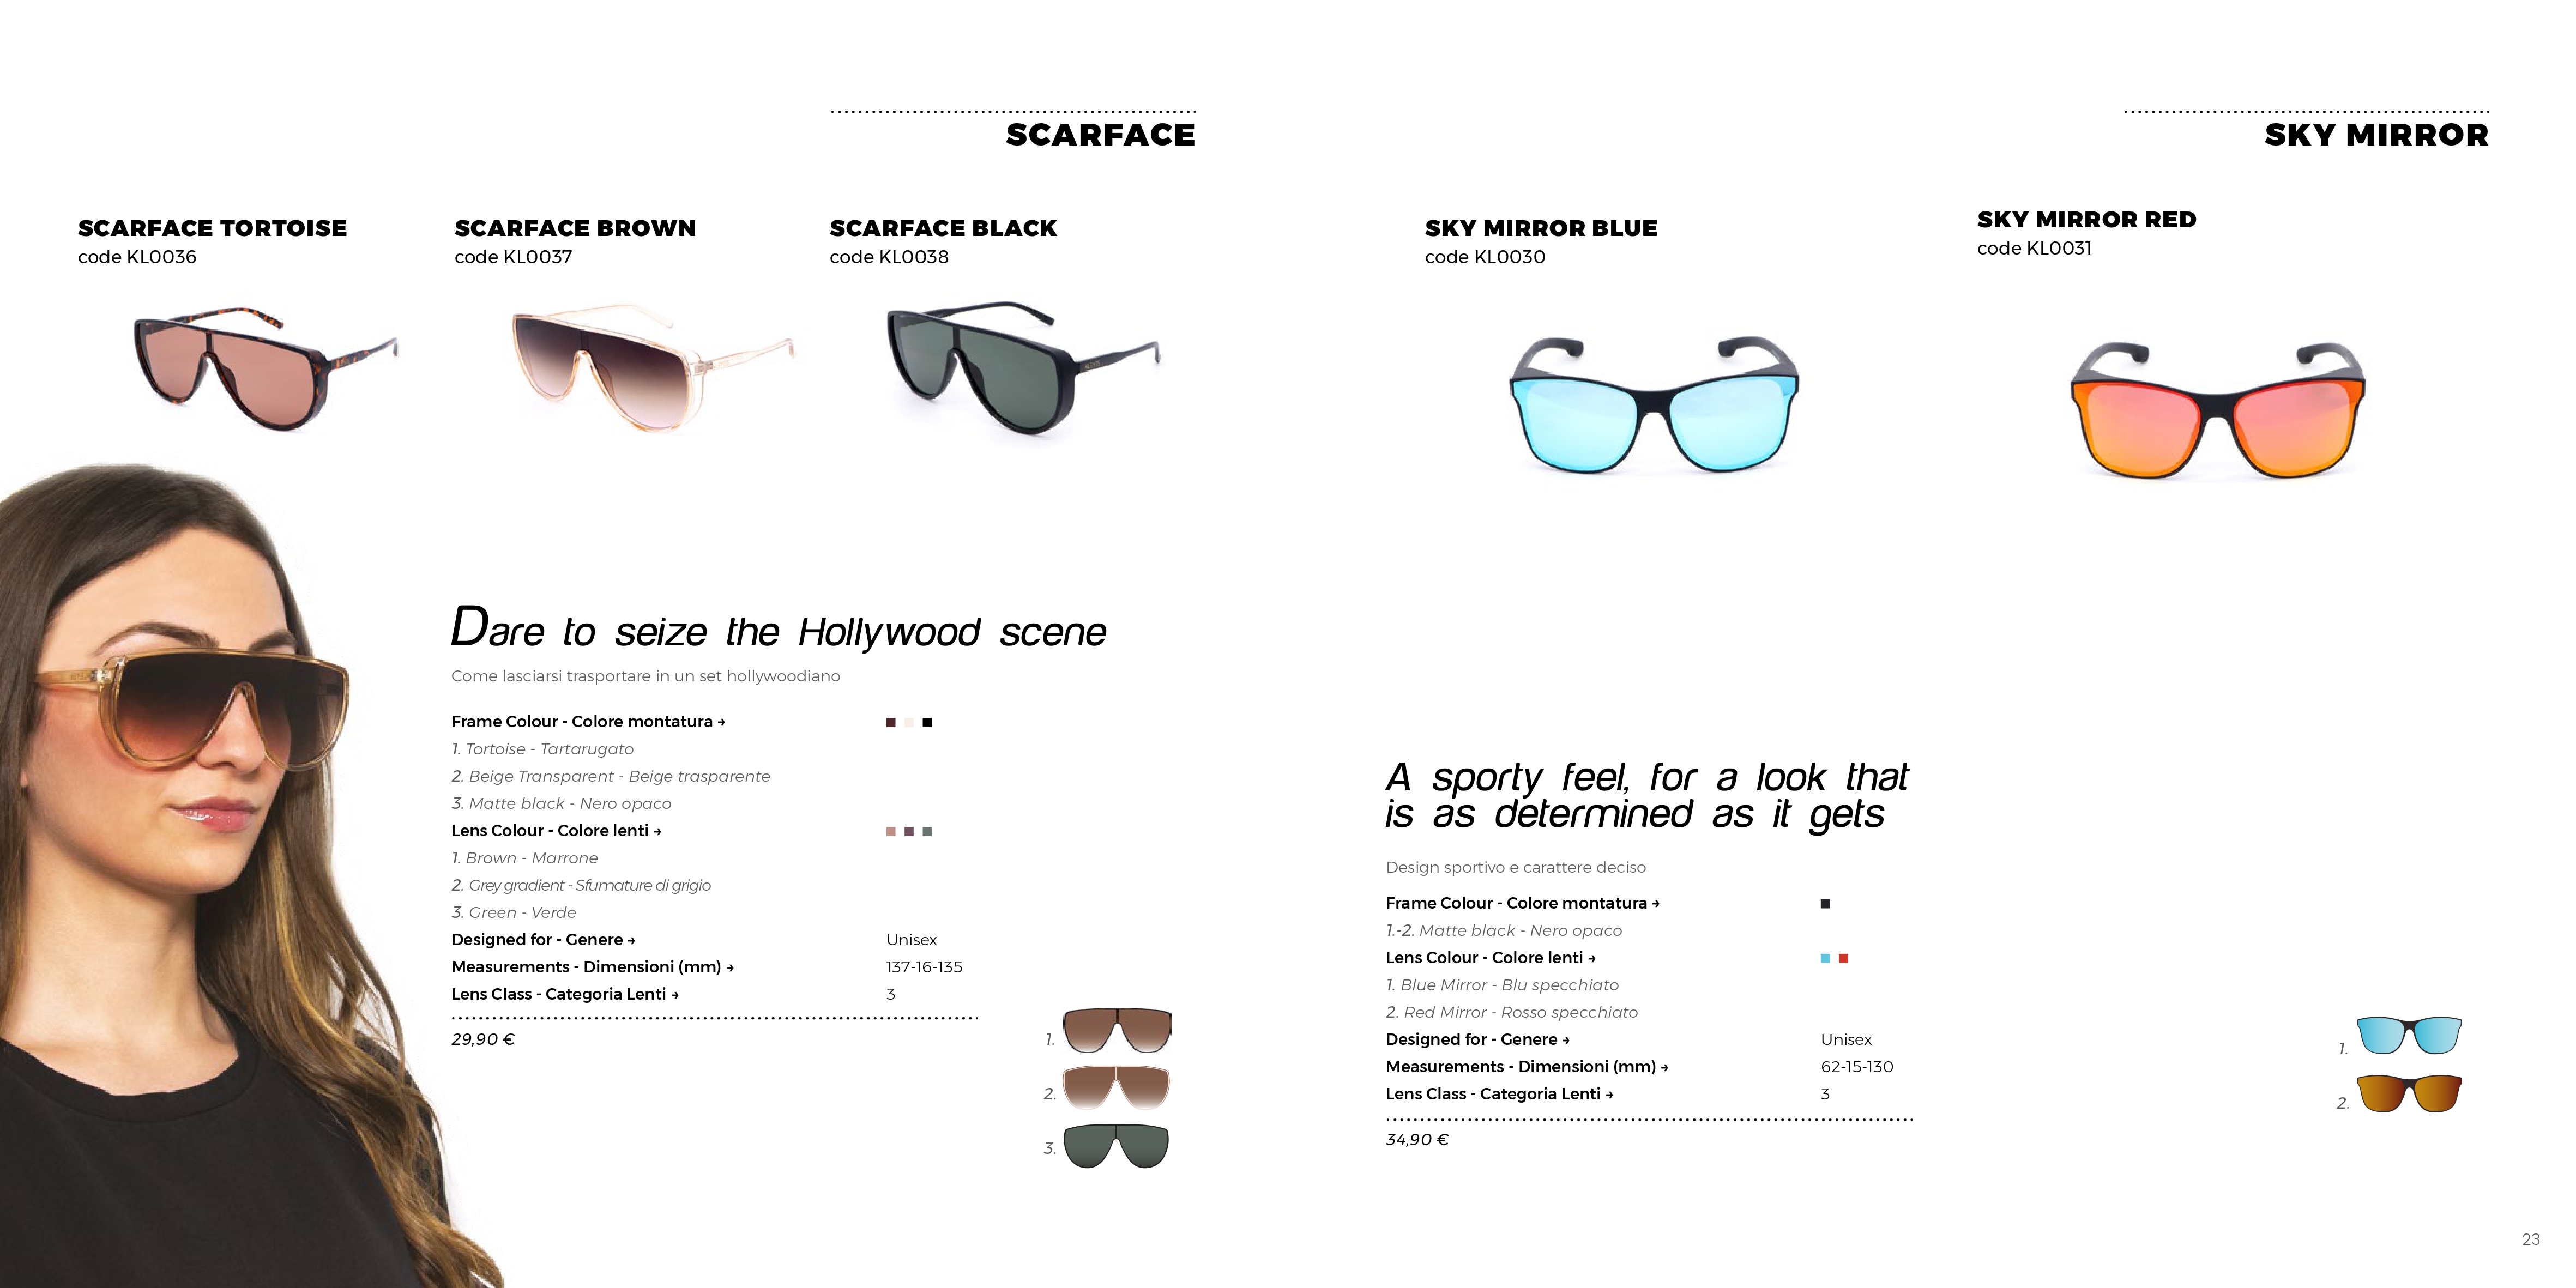 SCARFACE
SCARFACE TORTOISE
code KL0036
SCARFACE BROWN
code KL0037
SCARFACE BLACK
code KL0038
Dare to seize the Hollywood scene
Come lasciarsi trasportare in un set hollywoodiano
Frame Colour - Colore montatura →
1. Tortoise - Tartarugato
2. Beige Transparent - Beige trasparente
3. Matte black - Nero opaco
Lens Colour - Colore lenti →
1. Brown - Marrone
2. Grey gradient - Sfumature di grigio
3. Green - Verde
Designed for - Genere → Unisex
Measurements - Dimensioni (mm) → 137-16-135
Lens Class - Categoria Lenti → 3
29,90 €
1.
2.
3.
SKY MIRROR
SKY MIRROR BLUE
code KL0030
SKY MIRROR RED
code KL0031
A sporty feel, for a look that
is as determined as it gets
Design sportivo e carattere deciso
Frame Colour - Colore montatura →
1.-2. Matte black - Nero opaco
Lens Colour - Colore lenti →
1. Blue Mirror - Blu specchiato
2. Red Mirror - Rosso specchiato
Designed for - Genere → Unisex
Measurements - Dimensioni (mm) → 62-15-130
Lens Class - Categoria Lenti → 3
34,90 €
1.
2.
23